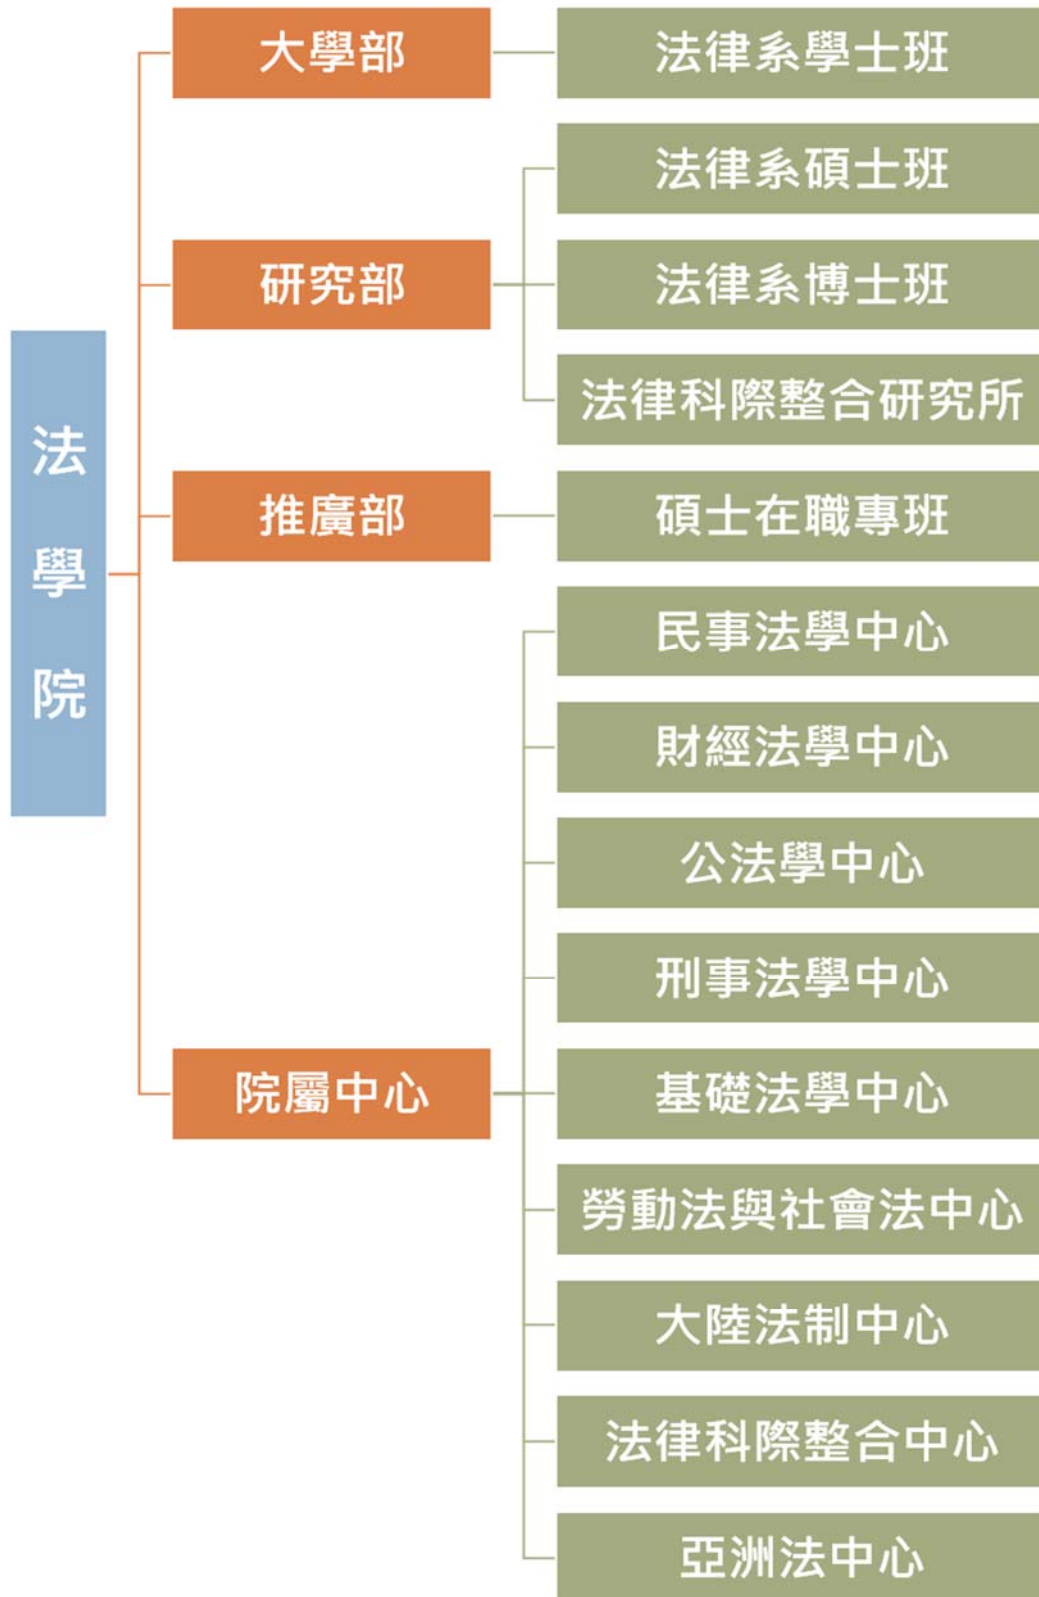 法學院
大學部
法律系學士班
研究部
法律系碩士班
法律系博士班
法律科際整合研究所
推廣部
碩士在職專班
院屬中心
民事法學中心
財經法學中心
公法學中心
刑事法學中心
基礎法學中心
勞動法與社會法中心
大陸法制中心
法律科際整合中心
亞洲法中心